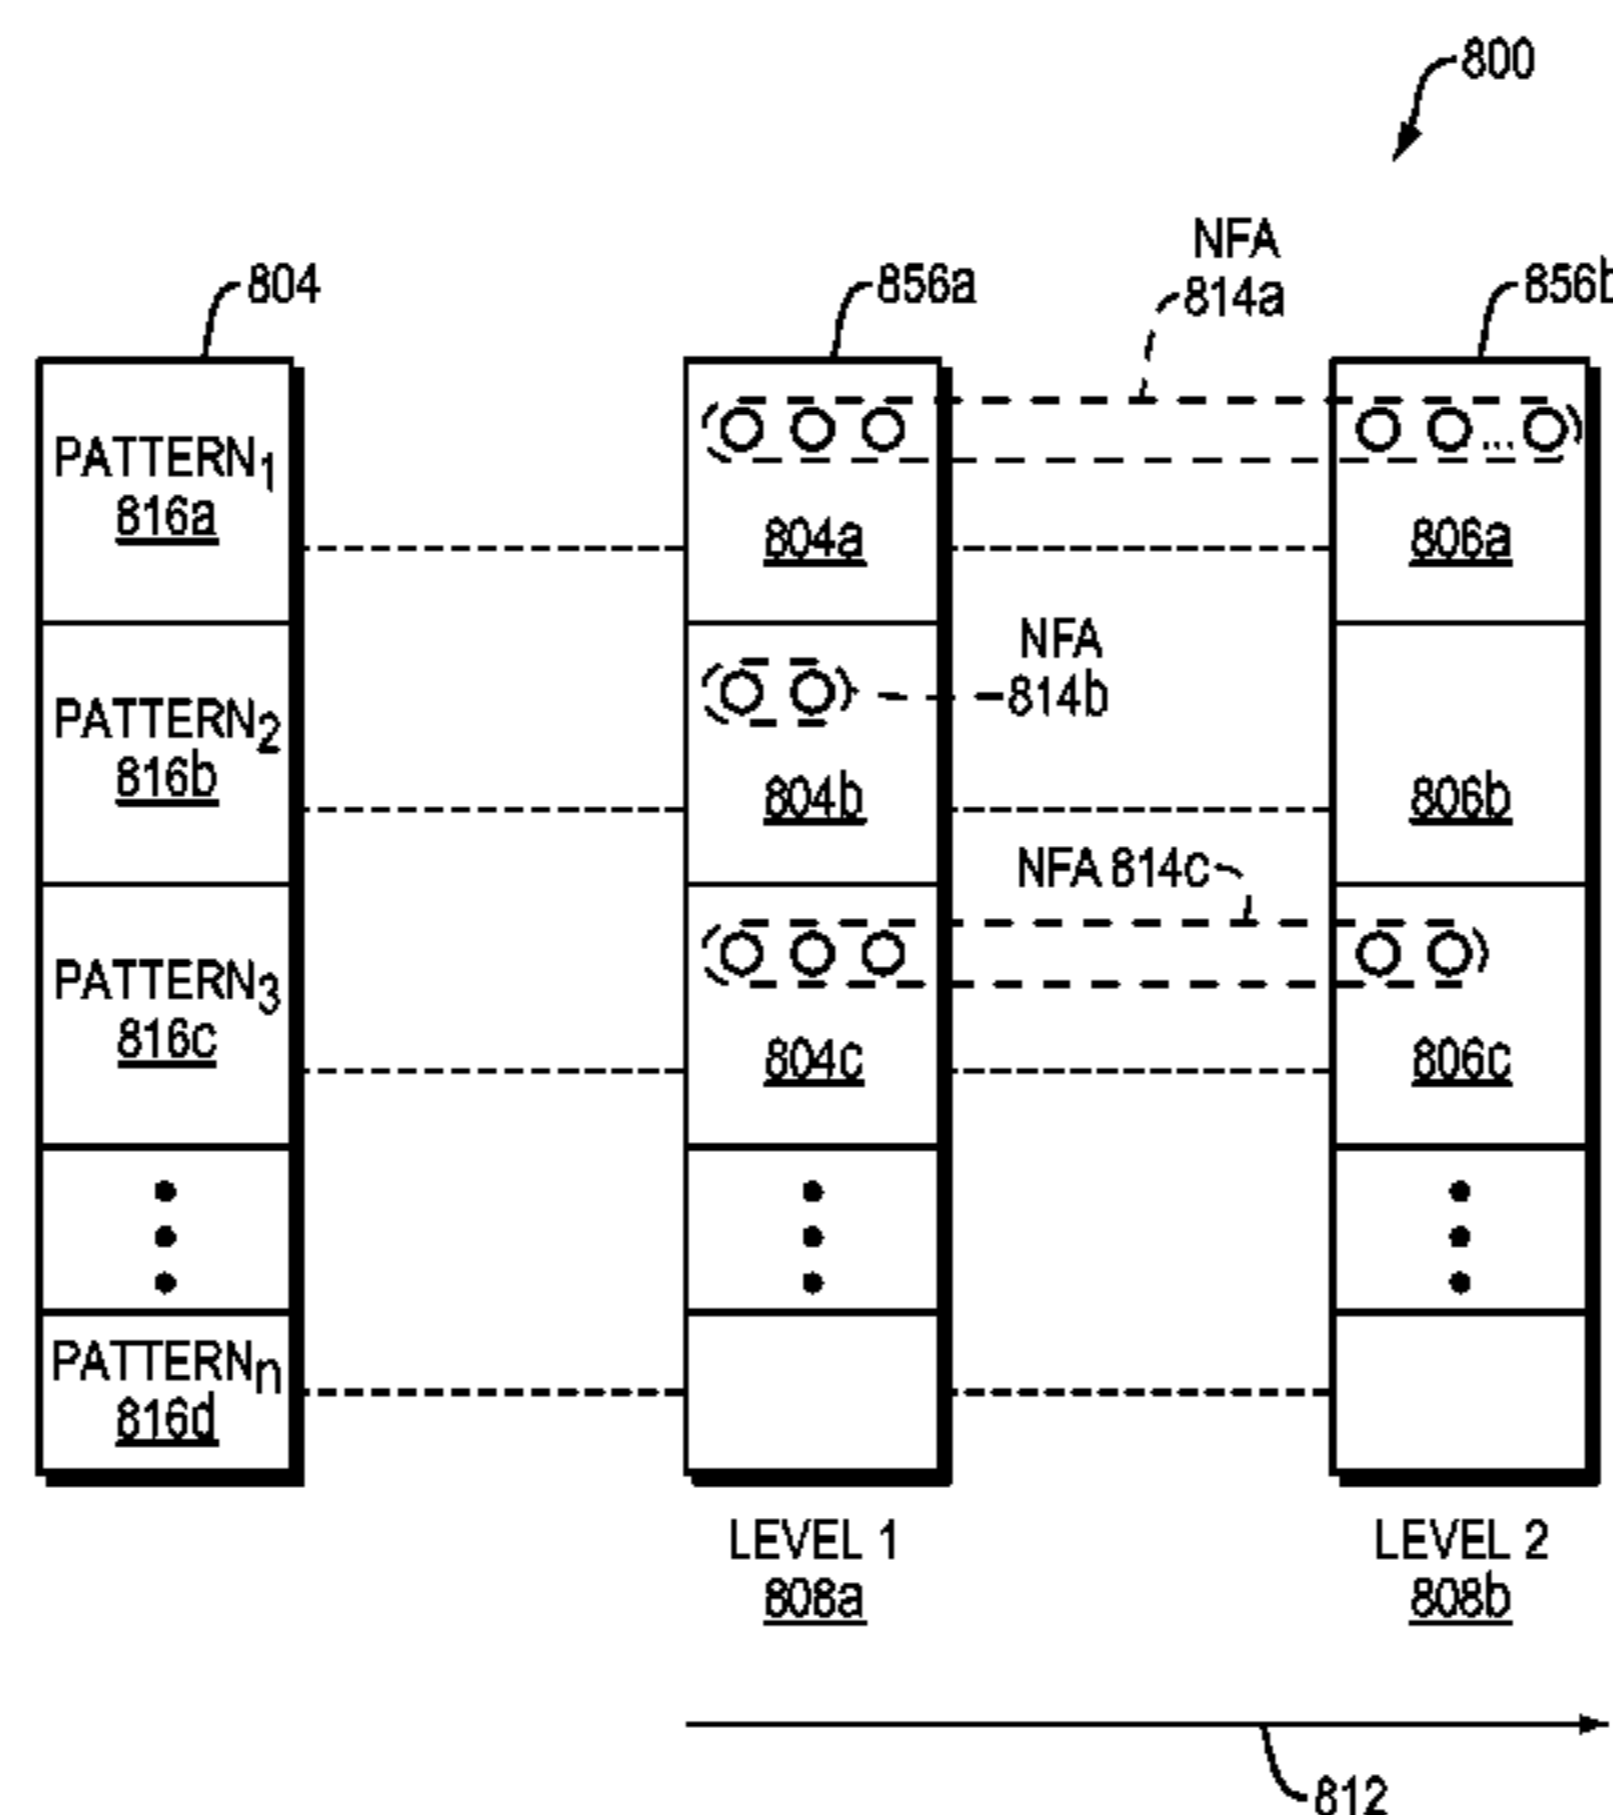 800
NFA
814a
804
856a
856b
PATTERN1
816a
804a
806a
NFA
814b
PATTERN2
816b
804b
806b
NFA 814c
PATTERN3
816c
804c
806c
PATTERNn
816d
LEVEL 1
808a
LEVEL 2
808b
812